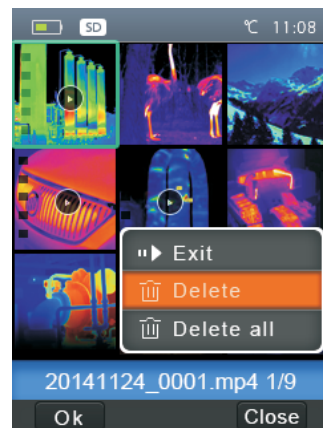 SD ℃ 11:08
Exit
Delete
Delete all
20141124_0001.mp4 1/9
Ok Close